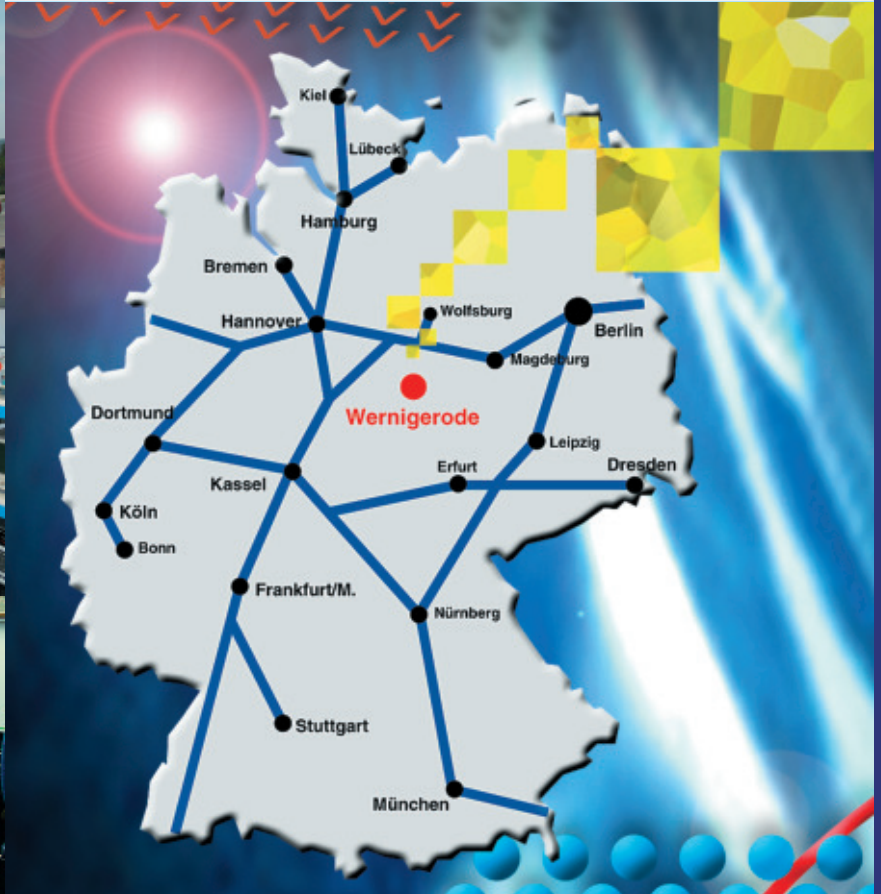 Kiel
Lübeck
Hamburg
Bremen
Hannover
Wolfsburg
Berlin
Magdeburg
Wernigerode
Dortmund
Leipzig
Erfurt
Dresden
Kassel
Köln
Bonn
Frankfurt/M.
Nürnberg
Stuttgart
München